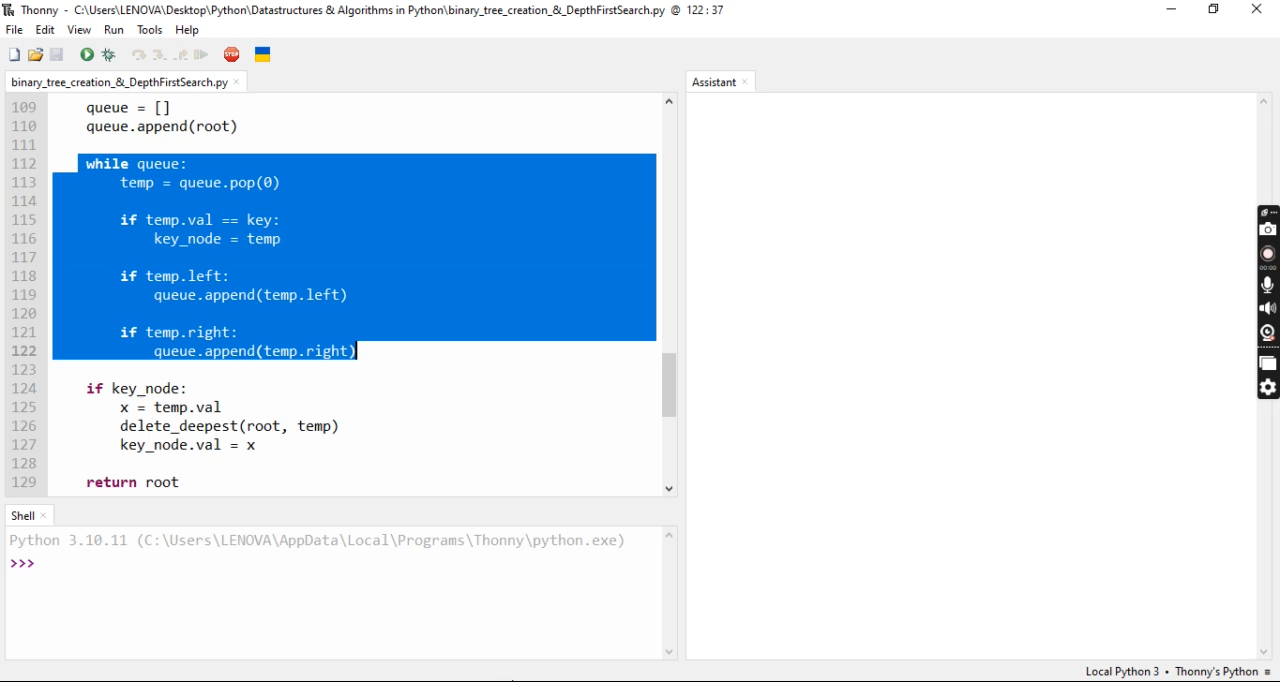 Thonny - C:\Users\LENOVA\Desktop\Python\Datastructures & Algorithms in Python\binary_tree_creation_&_DepthFirstSearch.py @ 122 : 37
File Edit View Run Tools Help
STOP
binary_tree_creation_&_DepthFirstSearch.py ×
Assistant ×
109 queue = []
110 queue.append(root)
111
112 while queue:
113 temp = queue.pop(0)
114
115 if temp.val == key:
116 key_node = temp
117
118 if temp.left:
119 queue.append(temp.left)
120
121 if temp.right:
122 queue.append(temp.right)
123
124 if key_node:
125 x = temp.val
126 delete_deepest(root, temp)
127 key_node.val = x
128
129 return root
00:00
Shell ×
Python 3.10.11 (C:\Users\LENOVA\AppData\Local\Programs\Thonny\python.exe)
>>>
Local Python 3 • Thonny's Python ≡